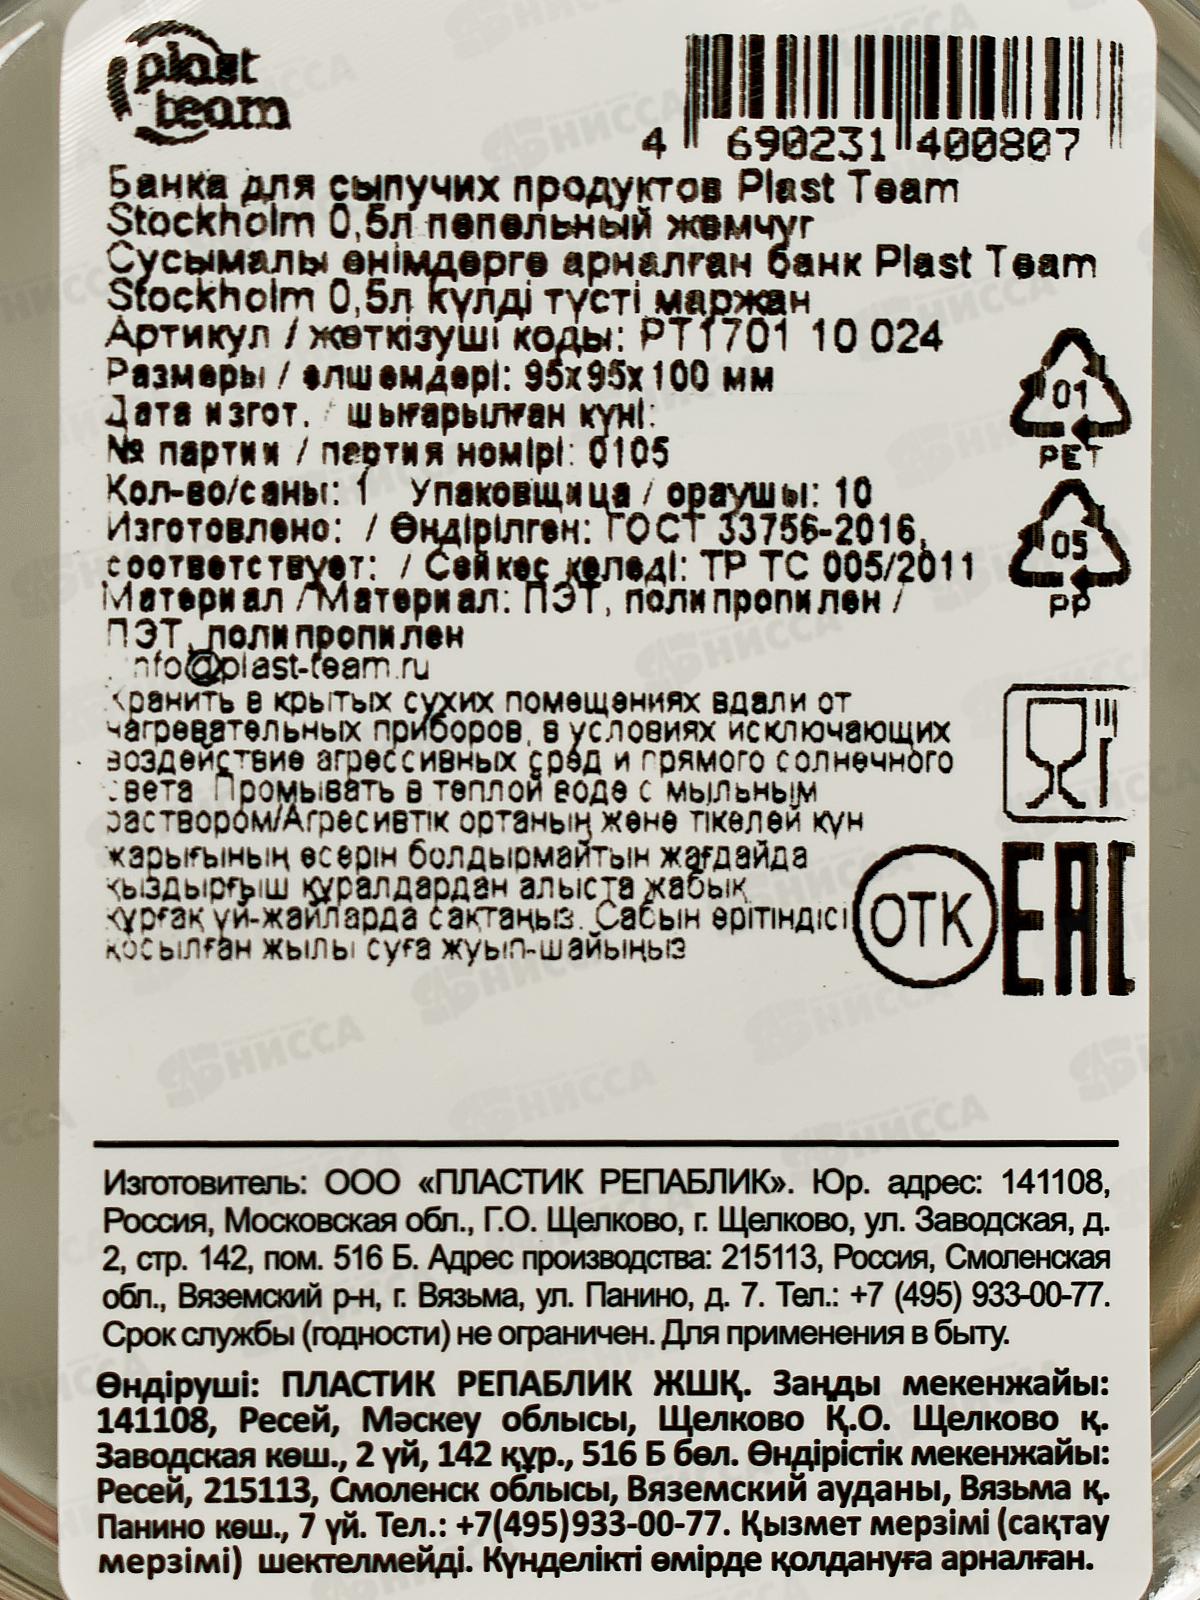 plast
team
4 690231 400807
Банка для сыпучих продуктов Plast Team
Stockholm 0,5л пепельный жемчуг
Сусымалы өнімдерге арналған банк Plast Team
Stockholm 0,5л күлді түсті маржан
Артикул / жеткізуші коды: PT1701 10 024
Размеры / өлшемдері: 95x95x100 мм
Дата изгот. / шығарылған күні:
№ партии / партия номірі: 0105
Кол-во/саны: 1 Упаковщица / ораушы: 10
Изготовлено: / Өндірілген: ГОСТ 33756-2016,
соответствует: / Сәйкес келеді: ТР ТС 005/2011
Материал / Материал: ПЭТ, полипропилен /
ПЭТ, полипропилен
info@plast-team.ru
Хранить в крытых сухих помещениях вдали от
нагревательных приборов, в условиях исключающих
воздействие агрессивных сред и прямого солнечного
света. Промывать в теплой воде с мыльным
раствором/Агресивтік ортаның жене тікелей күн
жарығының әсерін болдырмайтын жағдайда
қыздырғыш құралдардан алыста жабық
құрғақ үй-жайларда сақтаңыз. Сабын ерітіндісі
қосылған жылы суға жуып-шайыңыз
01
PET
05
PP
ОТК
EAC
Изготовитель: ООО «ПЛАСТИК РЕПАБЛИК». Юр. адрес: 141108,
Россия, Московская обл., Г.О. Щелково, г. Щелково, ул. Заводская, д.
2, стр. 142, пом. 516 Б. Адрес производства: 215113, Россия, Смоленская
обл., Вяземский р-н, г. Вязьма, ул. Панино, д. 7. Тел.: +7 (495) 933-00-77.
Срок службы (годности) не ограничен. Для применения в быту.
Өндіруші: ПЛАСТИК РЕПАБЛИК ЖШҚ. Заңды мекенжайы:
141108, Ресей, Мәскеу облысы, Щелково Қ.О. Щелково қ.
Заводская көш., 2 үй, 142 құр., 516 Б бөл. Өндірістік мекенжайы:
Ресей, 215113, Смоленск облысы, Вяземский ауданы, Вязьма қ.
Панино көш., 7 үй. Тел.: +7(495)933-00-77. Қызмет мерзімі (сақтау
мерзімі) шектелмейді. Күнделікті өмірде қолдануға арналған.